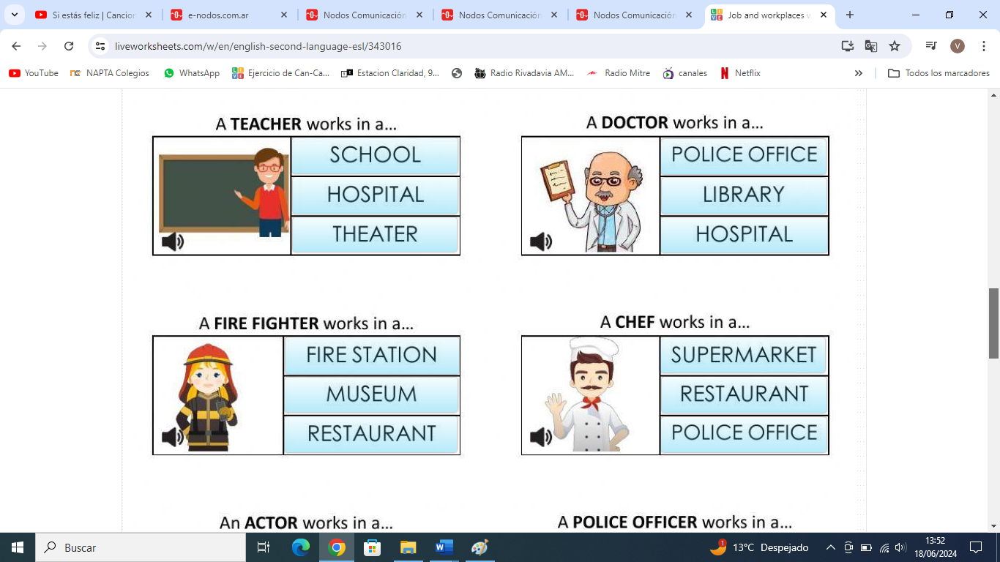 Si estás feliz | Cancion
e-nodos.com.ar
Nodos Comunicación
Nodos Comunicación
Nodos Comunicación
Job and workplaces w
liveworksheets.com/w/en/english-second-language-esl/343016
V
YouTube
NAPTA Colegios
WhatsApp
Ejercicio de Can-Ca...
Estacion Claridad, 9...
Radio Rivadavia AM...
Radio Mitre
canales
Netflix
Todos los marcadores
A TEACHER works in a...
SCHOOL
HOSPITAL
THEATER
A DOCTOR works in a...
POLICE OFFICE
LIBRARY
HOSPITAL
A FIRE FIGHTER works in a...
FIRE STATION
MUSEUM
RESTAURANT
A CHEF works in a...
SUPERMARKET
RESTAURANT
POLICE OFFICE
An ACTOR works in a...
A POLICE OFFICER works in a...
Buscar
1
13°C Despejado
13:52
18/06/2024